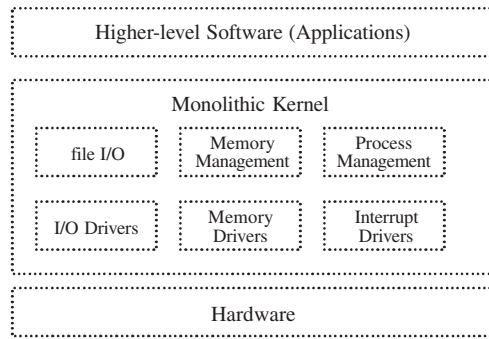 Higher-level Software (Applications)
Monolithic Kernel
file I/O
Memory
Management
Process
Management
I/O Drivers
Memory
Drivers
Interrupt
Drivers
Hardware